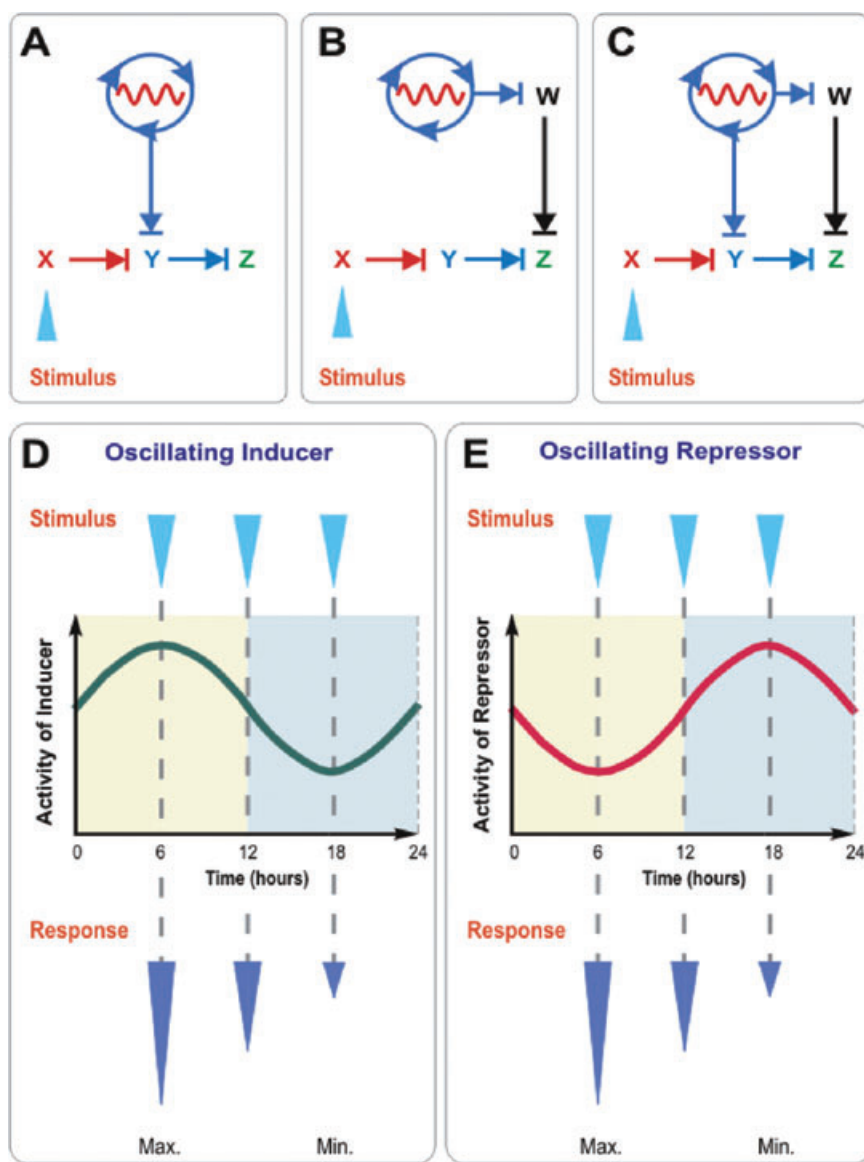 A
X Y Z
Stimulus
B
W
X Y Z
Stimulus
C
W
X Y Z
Stimulus
D
Oscillating Inducer
Stimulus
Activity of Inducer
0 6 12 18 24
Time (hours)
Response
Max. Min.
E
Oscillating Repressor
Stimulus
Activity of Repressor
0 6 12 18 24
Time (hours)
Response
Max. Min.